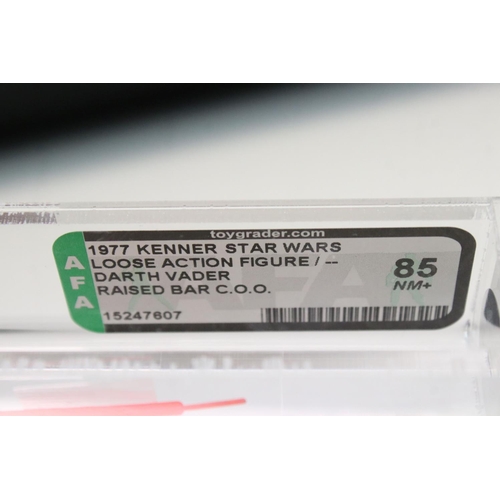 toygrader.com
AFA
1977 KENNER STAR WARS
LOOSE ACTION FIGURE / --
DARTH VADER
RAISED BAR C.O.O.
15247607
85
NM+